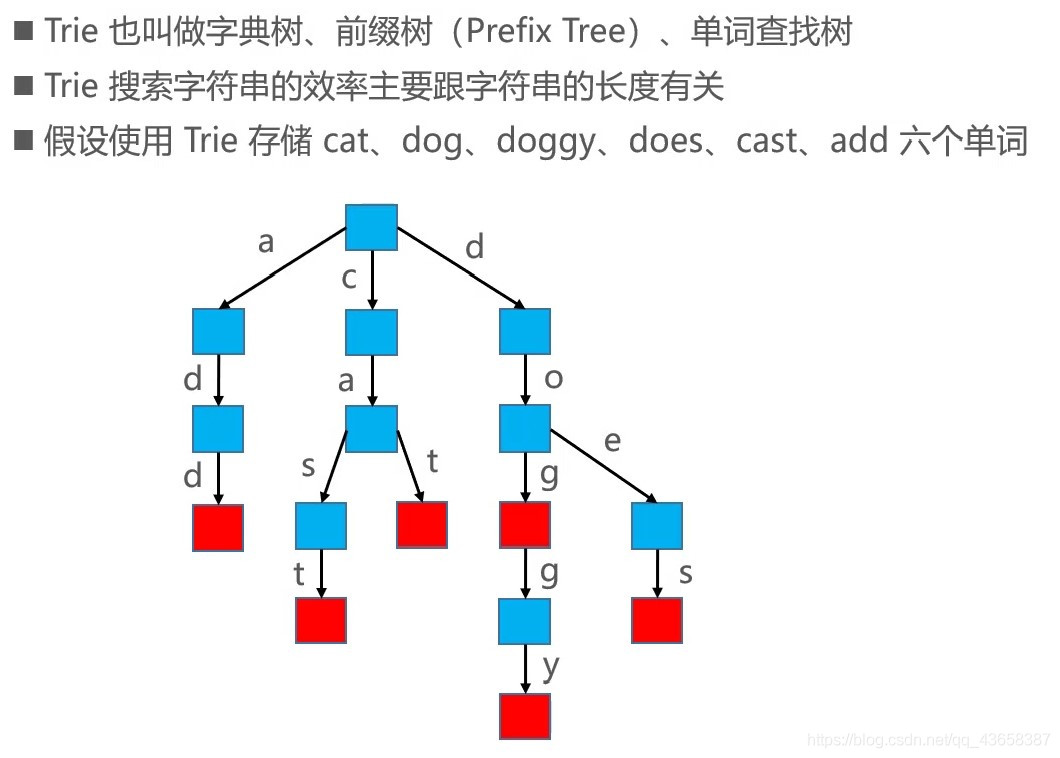 ■ Trie 也叫做字典树、前缀树（Prefix Tree）、单词查找树
■ Trie 搜索字符串的效率主要跟字符串的长度有关
■ 假设使用 Trie 存储 cat、dog、doggy、does、cast、add 六个单词
a c d
d a o
d s t g e
t g s
y
https://blog.csdn.net/qq_43658387